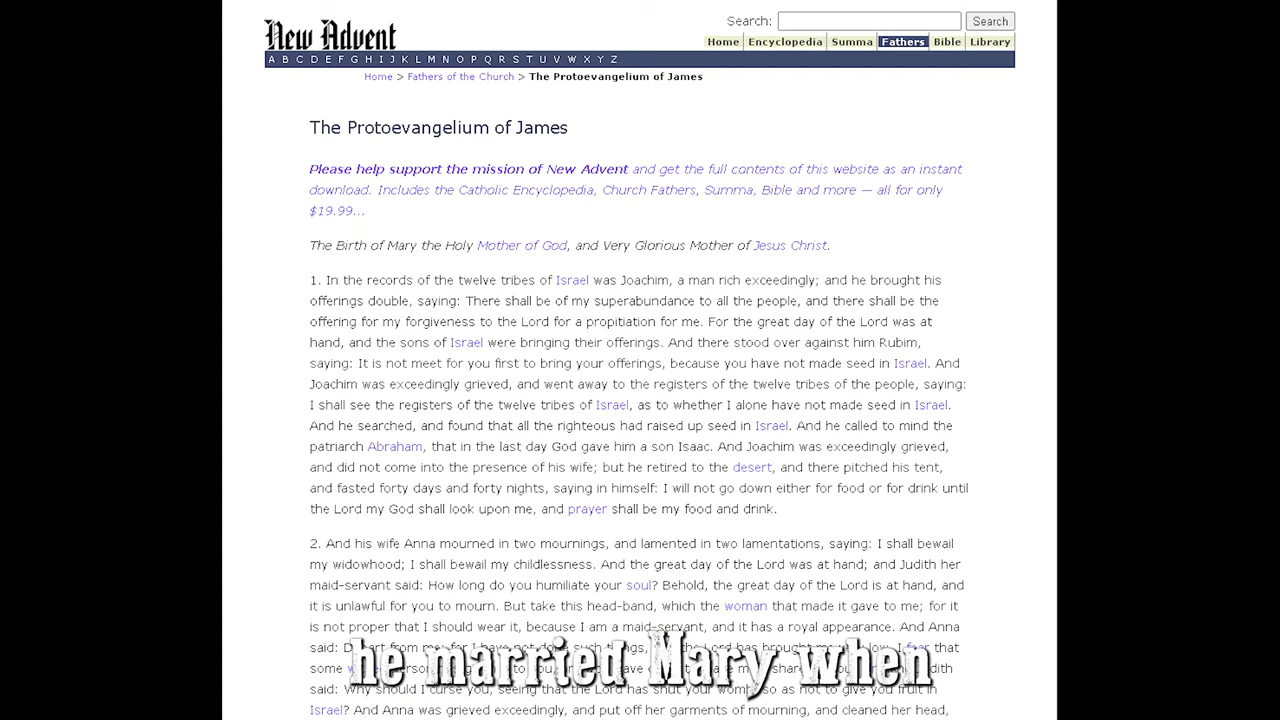 New Advent
Search:
Search
Home Encyclopedia Summa Fathers Bible Library
A B C D E F G H I J K L M N O P Q R S T U V W X Y Z
Home > Fathers of the Church > The Protoevangelium of James
The Protoevangelium of James
Please help support the mission of New Advent and get the full contents of this website as an instant
download. Includes the Catholic Encyclopedia, Church Fathers, Summa, Bible and more — all for only
$19.99...
The Birth of Mary the Holy Mother of God, and Very Glorious Mother of Jesus Christ.
1. In the records of the twelve tribes of Israel was Joachim, a man rich exceedingly; and he brought his
offerings double, saying: There shall be of my superabundance to all the people, and there shall be the
offering for my forgiveness to the Lord for a propitiation for me. For the great day of the Lord was at
hand, and the sons of Israel were bringing their offerings. And there stood over against him Rubim,
saying: It is not meet for you first to bring your offerings, because you have not made seed in Israel. And
Joachim was exceedingly grieved, and went away to the registers of the twelve tribes of the people, saying:
I shall see the registers of the twelve tribes of Israel, as to whether I alone have not made seed in Israel.
And he searched, and found that all the righteous had raised up seed in Israel. And he called to mind the
patriarch Abraham, that in the last day God gave him a son Isaac. And Joachim was exceedingly grieved,
and did not come into the presence of his wife; but he retired to the desert, and there pitched his tent,
and fasted forty days and forty nights, saying in himself: I will not go down either for food or for drink until
the Lord my God shall look upon me, and prayer shall be my food and drink.
2. And his wife Anna mourned in two mournings, and lamented in two lamentations, saying: I shall bewail
my widowhood; I shall bewail my childlessness. And the great day of the Lord was at hand; and Judith her
maid-servant said: How long do you humiliate your soul? Behold, the great day of the Lord is at hand, and
it is unlawful for you to mourn. But take this head-band, which the woman that made it gave to me; for it
is not proper that I should wear it, because I am a maid-servant, and it has a royal appearance. And Anna
said: from me; for I have not done such things, the Lord has brought me that
he married Mary when
some
said: Why should I curse you, seeing that the Lord has shut your womb, so as not to give you fruit in
Israel? And Anna was grieved exceedingly, and put off her garments of mourning, and cleaned her head,